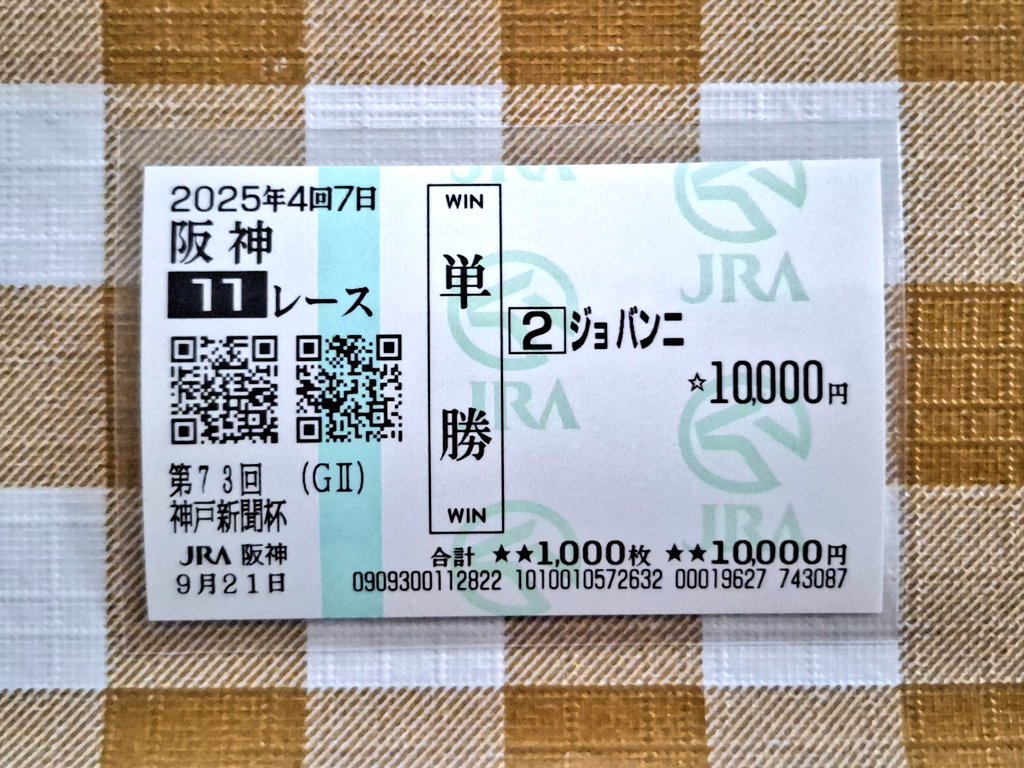 2025年4回7日
阪神
11レース
第73回 (GⅡ)
神戸新聞杯
JRA 阪神
9月21日
WIN
単勝
WIN
2 ジョバンニ
☆10,000円
合計 ★★1,000枚 ★★10,000円
0909300112822 1010010572632 00019627 743087
JRA
JRA
JRA
JRA